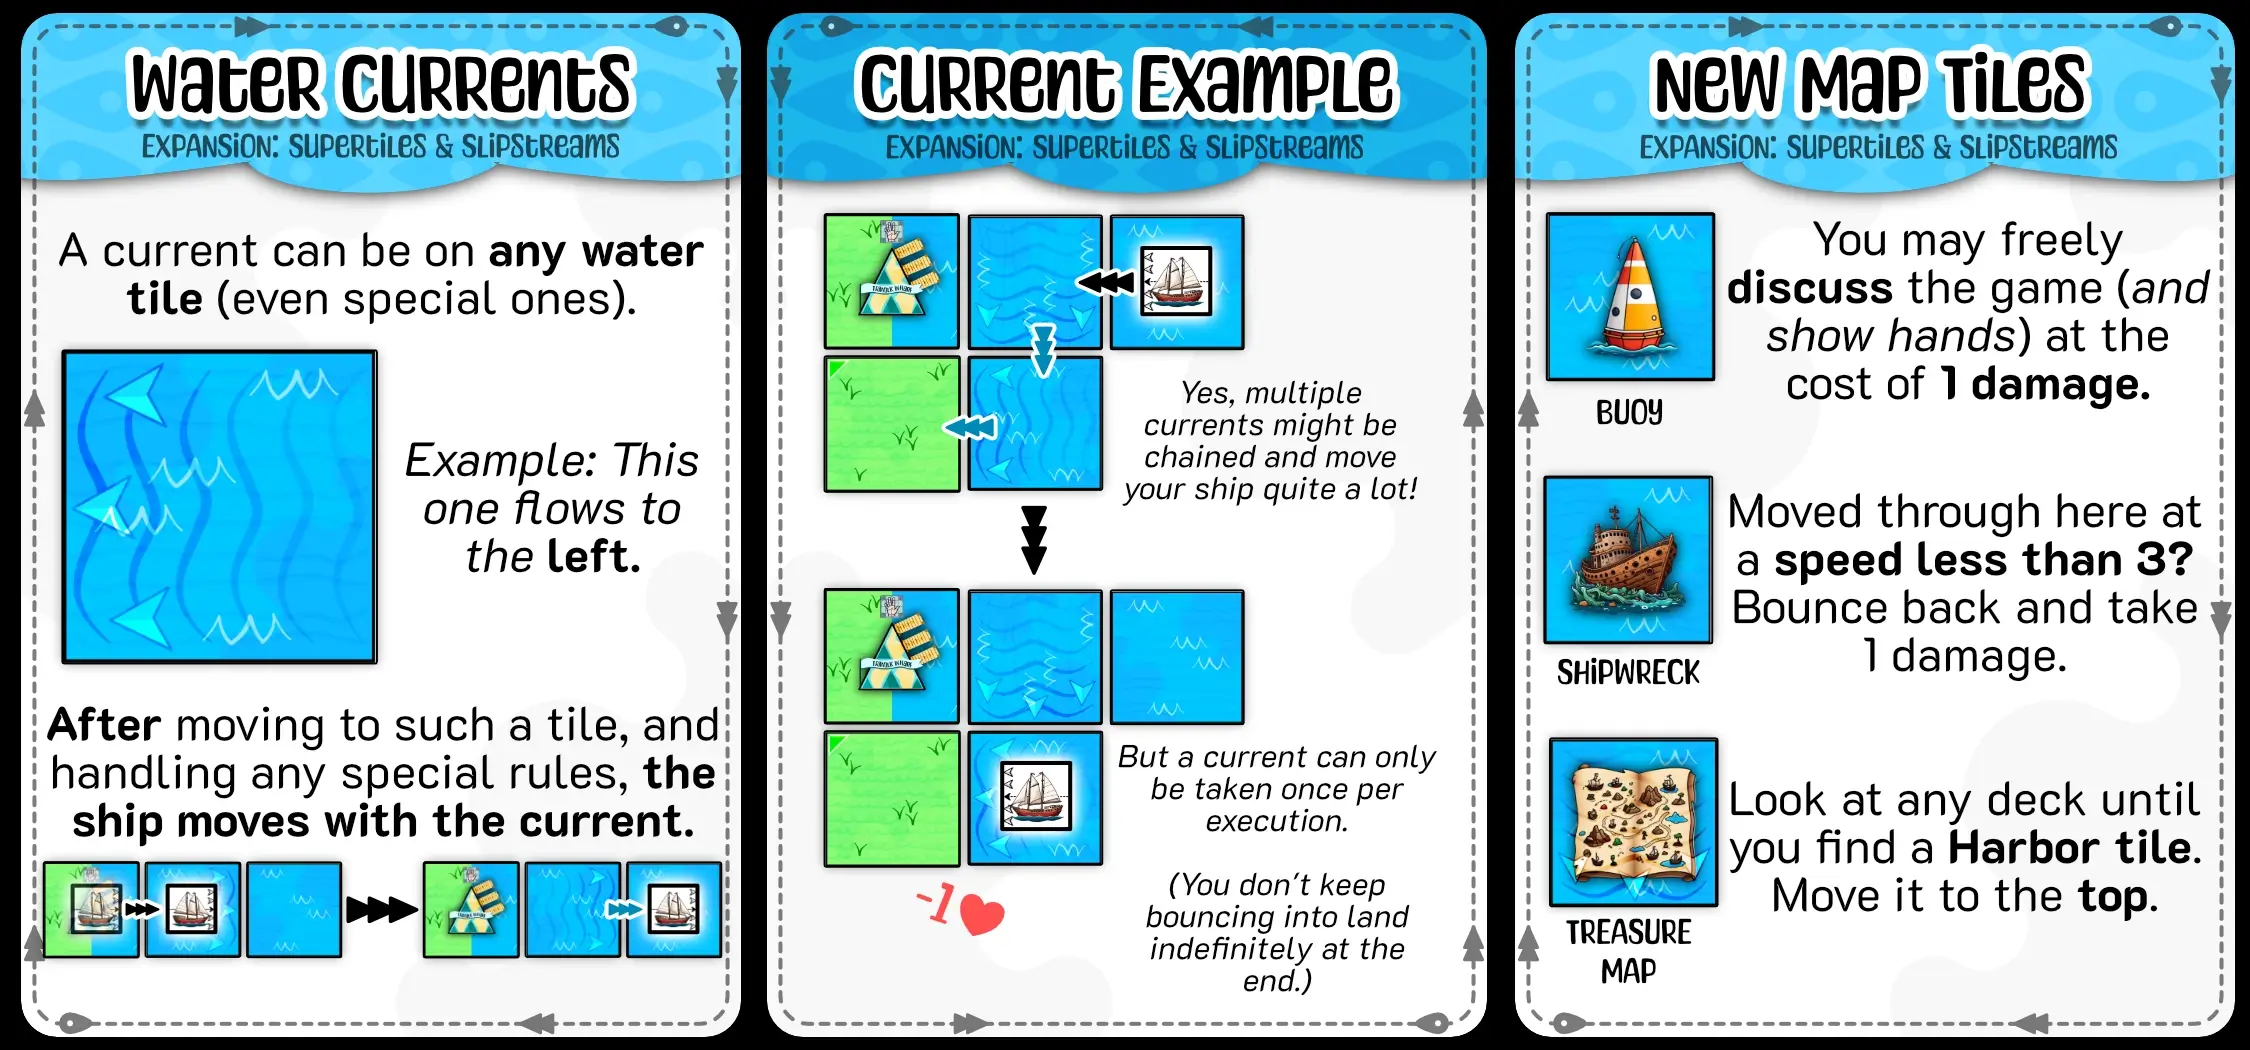 Water Currents
Expansion: Supertiles & Slipstreams
A current can be on any water
tile (even special ones).
Example: This
one flows to
the left.
After moving to such a tile, and
handling any special rules, the
ship moves with the current.
Current Example
Expansion: Supertiles & Slipstreams
Yes, multiple
currents might be
chained and move
your ship quite a lot!
But a current can only
be taken once per
execution.
-1
(You don't keep
bouncing into land
indefinitely at the
end.)
New Map Tiles
Expansion: Supertiles & Slipstreams
You may freely
discuss the game (and
show hands) at the
cost of 1 damage.
BUOY
Moved through here at
a speed less than 3?
Bounce back and take
1 damage.
SHIPWRECK
Look at any deck until
you find a Harbor tile.
Move it to the top.
TREASURE
MAP